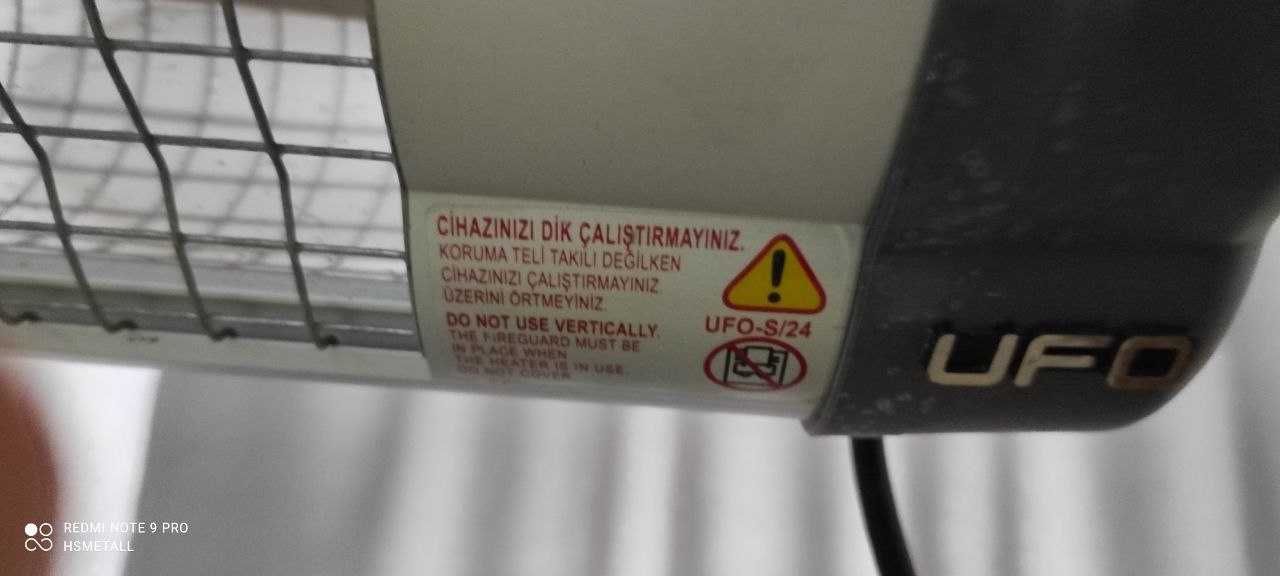 CİHAZINIZI DİK ÇALIŞTIRMAYINIZ.
KORUMA TELİ TAKILI DEĞİLKEN
CİHAZINIZI ÇALIŞTIRMAYINIZ
ÜZERİNİ ÖRTMEYİNİZ.
DO NOT USE VERTICALLY.
THE FIREGUARD MUST BE
IN PLACE WHEN
THE HEATER IS IN USE
DO NOT COVER
UFO-S/24
UFO
REDMI NOTE 9 PRO
HSMETALL